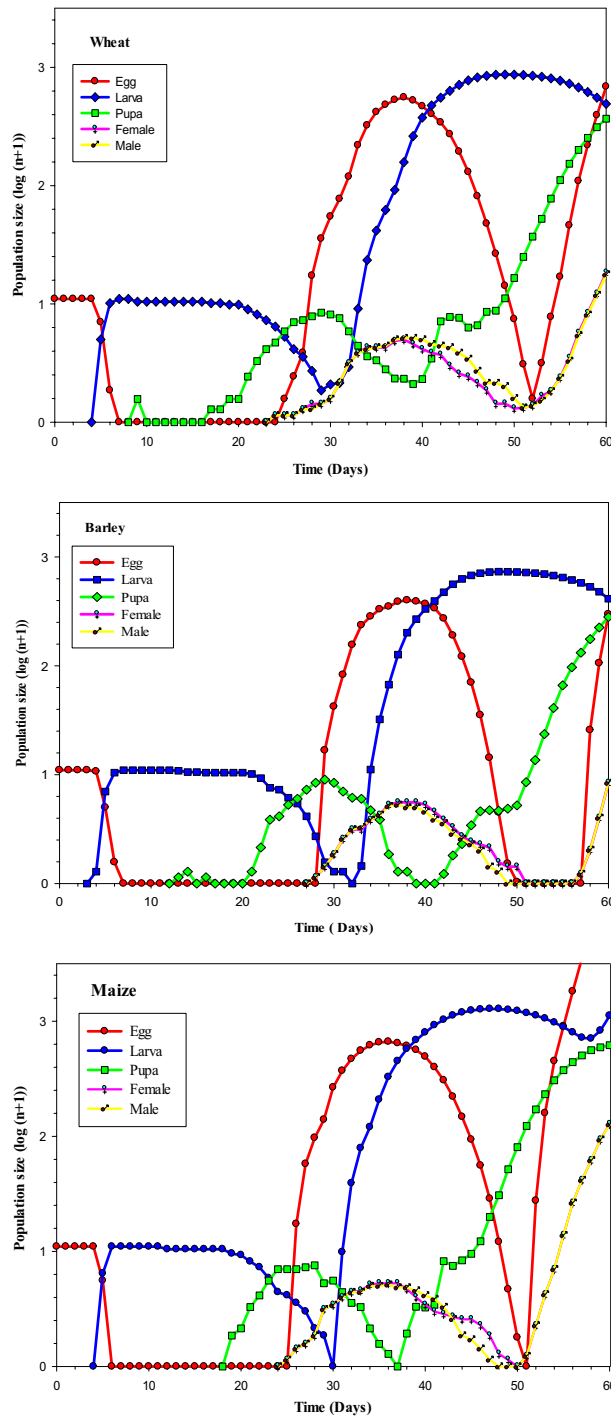 Wheat
Egg
Larva
Pupa
Female
Male
Population size (log (n+1))
3
2
1
0
0 10 20 30 40 50 60
Time (Days)
Barley
Egg
Larva
Pupa
Female
Male
Population size (log (n+1))
3
2
1
0
0 10 20 30 40 50 60
Time ( Days)
Maize
Egg
Larva
Pupa
Female
Male
Population size (log (n+1))
3
2
1
0
0 10 20 30 40 50 60
Time (Days)